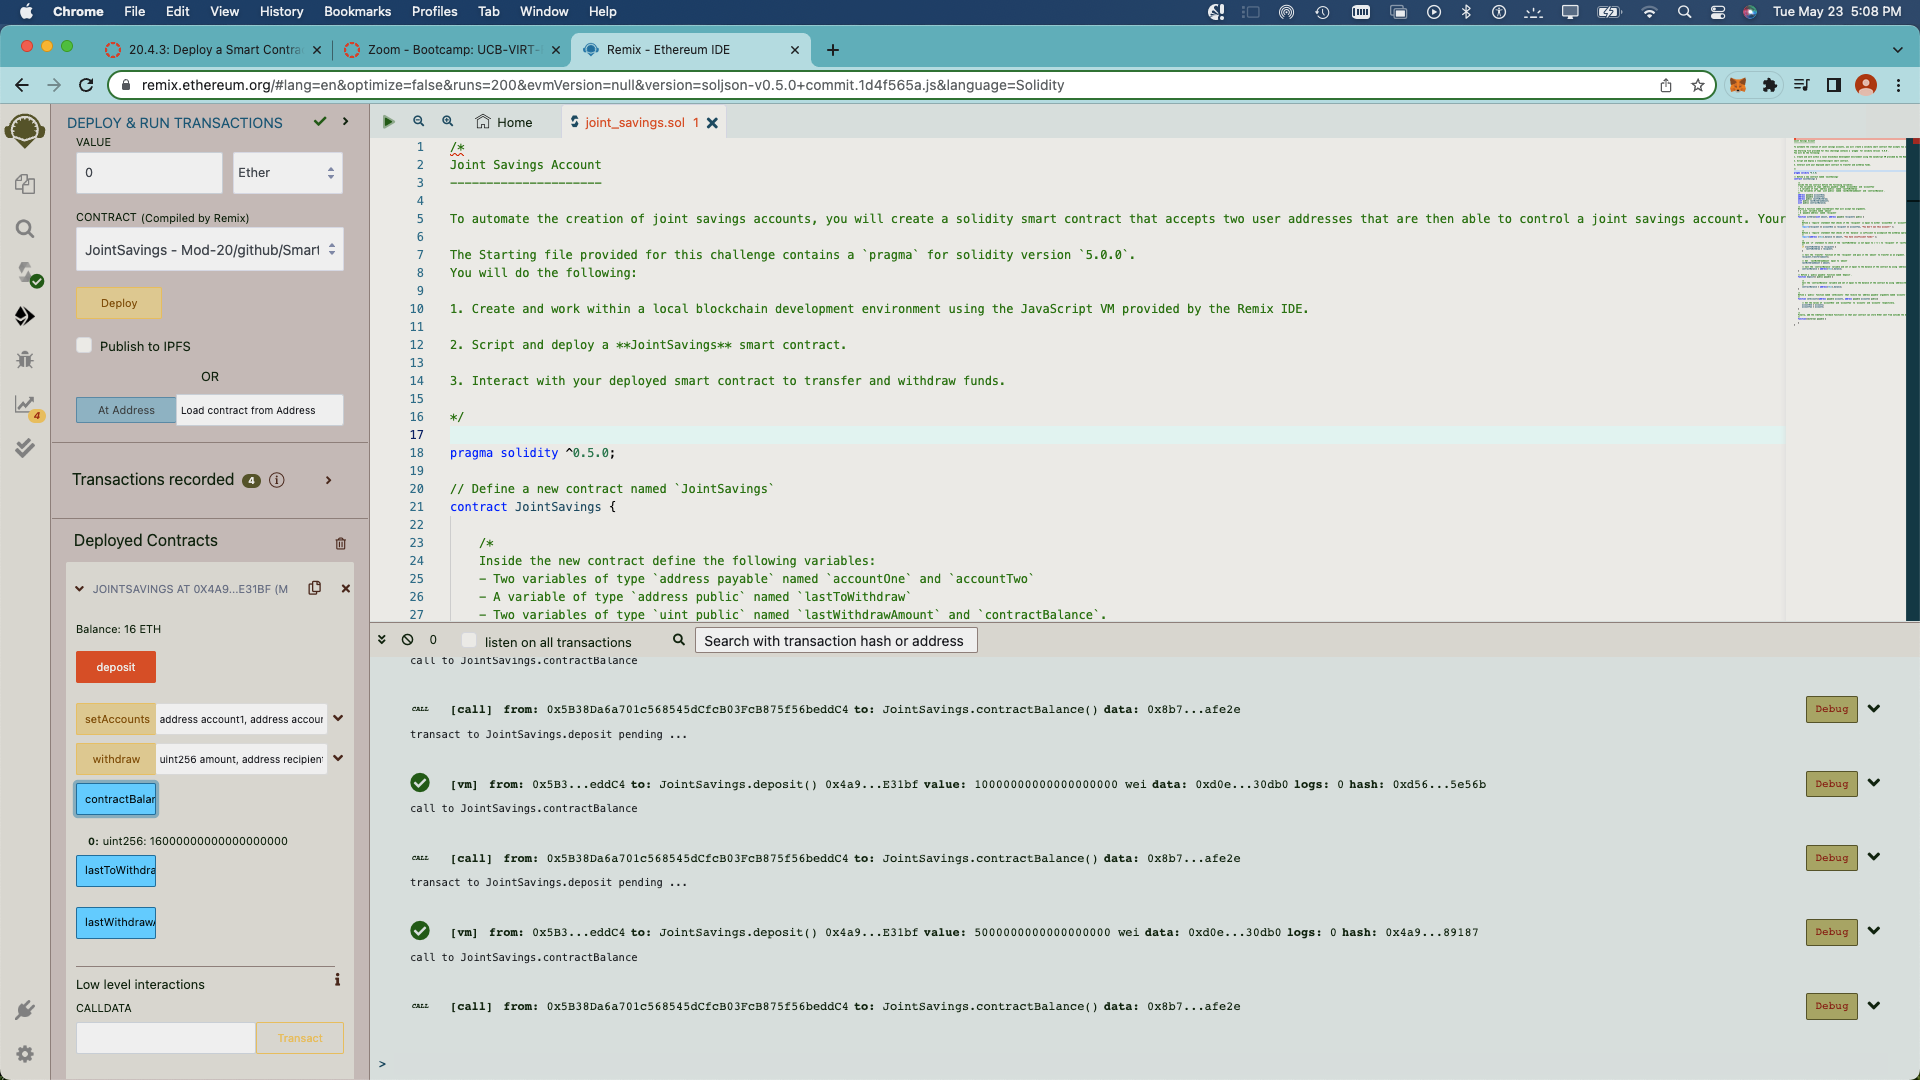 Chrome File Edit View History Bookmarks Profiles Tab Window Help Tue May 23 5:08 PM
20.4.3: Deploy a Smart Contra
Zoom - Bootcamp: UCB-VIRT-
Remix - Ethereum IDE
remix.ethereum.org/#lang=en&optimize=false&runs=200&evmVersion=null&version=soljson-v0.5.0+commit.1d4f565a.js&language=Solidity
DEPLOY & RUN TRANSACTIONS
VALUE
0 Ether
CONTRACT (Compiled by Remix)
JointSavings - Mod-20/github/Smart
Deploy
Publish to IPFS
OR
At Address Load contract from Address
4
Transactions recorded 4 i
Deployed Contracts
JOINTSAVINGS AT 0X4A9...E31BF (M
Balance: 16 ETH
deposit
setAccounts address account1, address accour
withdraw uint256 amount, address recipient
contractBalar
0: uint256: 16000000000000000000
lastToWithdra
lastWithdrawA
Low level interactions i
CALLDATA
Transact
Home
joint_savings.sol 1
1 /*
2 Joint Savings Account
3 ---------------------
4
5 To automate the creation of joint savings accounts, you will create a solidity smart contract that accepts two user addresses that are then able to control a joint savings account. Your
6
7 The Starting file provided for this challenge contains a `pragma` for solidity version `5.0.0`.
8 You will do the following:
9
10 1. Create and work within a local blockchain development environment using the JavaScript VM provided by the Remix IDE.
11
12 2. Script and deploy a **JointSavings** smart contract.
13
14 3. Interact with your deployed smart contract to transfer and withdraw funds.
15
16 */
17
18 pragma solidity ^0.5.0;
19
20 // Define a new contract named `JointSavings`
21 contract JointSavings {
22
23 /*
24 Inside the new contract define the following variables:
25 - Two variables of type `address payable` named `accountOne` and `accountTwo`
26 - A variable of type `address public` named `lastToWithdraw`
27 - Two variables of type `uint public` named `lastWithdrawAmount` and `contractBalance`.
0 listen on all transactions Search with transaction hash or address
call to JointSavings.contractBalance
CALL [call] from: 0x5B38Da6a701c568545dCfcB03FcB875f56beddC4 to: JointSavings.contractBalance() data: 0x8b7...afe2e Debug
transact to JointSavings.deposit pending ...
[vm] from: 0x5B3...eddC4 to: JointSavings.deposit() 0x4a9...E31bf value: 10000000000000000000 wei data: 0xd0e...30db0 logs: 0 hash: 0xd56...5e56b Debug
call to JointSavings.contractBalance
CALL [call] from: 0x5B38Da6a701c568545dCfcB03FcB875f56beddC4 to: JointSavings.contractBalance() data: 0x8b7...afe2e Debug
transact to JointSavings.deposit pending ...
[vm] from: 0x5B3...eddC4 to: JointSavings.deposit() 0x4a9...E31bf value: 5000000000000000000 wei data: 0xd0e...30db0 logs: 0 hash: 0x4a9...89187 Debug
call to JointSavings.contractBalance
CALL [call] from: 0x5B38Da6a701c568545dCfcB03FcB875f56beddC4 to: JointSavings.contractBalance() data: 0x8b7...afe2e Debug
>